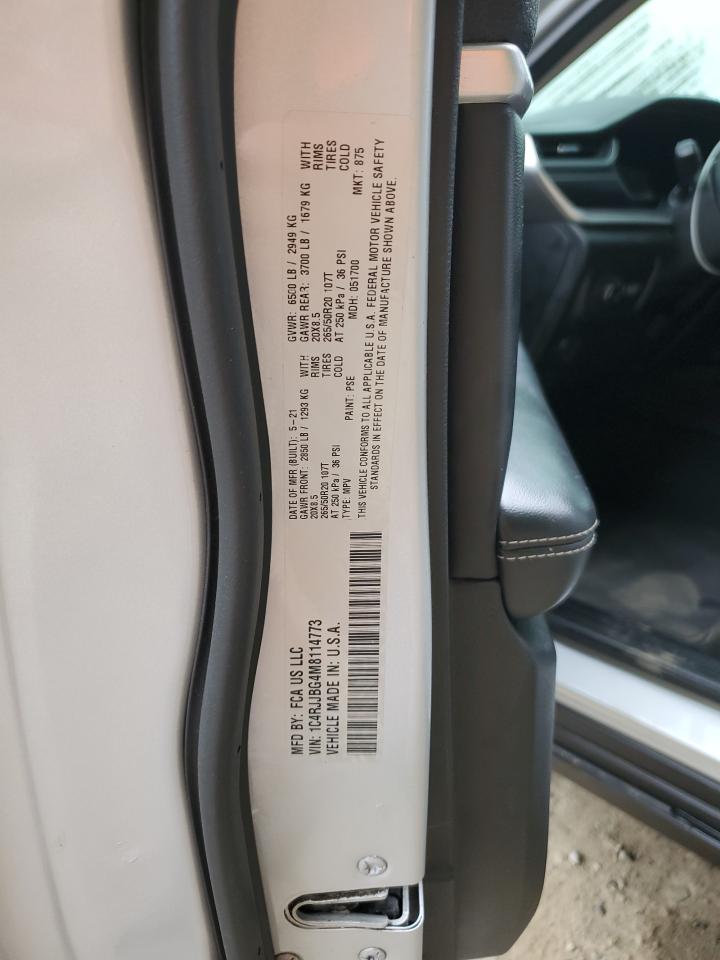 MFD BY: FCA US LLC
VIN: 1C4RJJBG4M8114773
VEHICLE MADE IN: U.S.A.
DATE OF MFR (BUILT): 5-21 GVWR: 6500 LB / 2949 KG
GAWR FRONT: 2850 LB / 1293 KG WITH GAWR REAR: 3700 LB / 1679 KG WITH
20X8.5 RIMS 20X8.5 RIMS
265/50R20 107T TIRES 265/50R20 107T TIRES
AT 250 kPa / 36 PSI COLD AT 250 kPa / 36 PSI COLD
TYPE: MPV PAINT: PSE MDH: 051700 MKT: 875
THIS VEHICLE CONFORMS TO ALL APPLICABLE U.S.A. FEDERAL MOTOR VEHICLE SAFETY
STANDARDS IN EFFECT ON THE DATE OF MANUFACTURE SHOWN ABOVE.